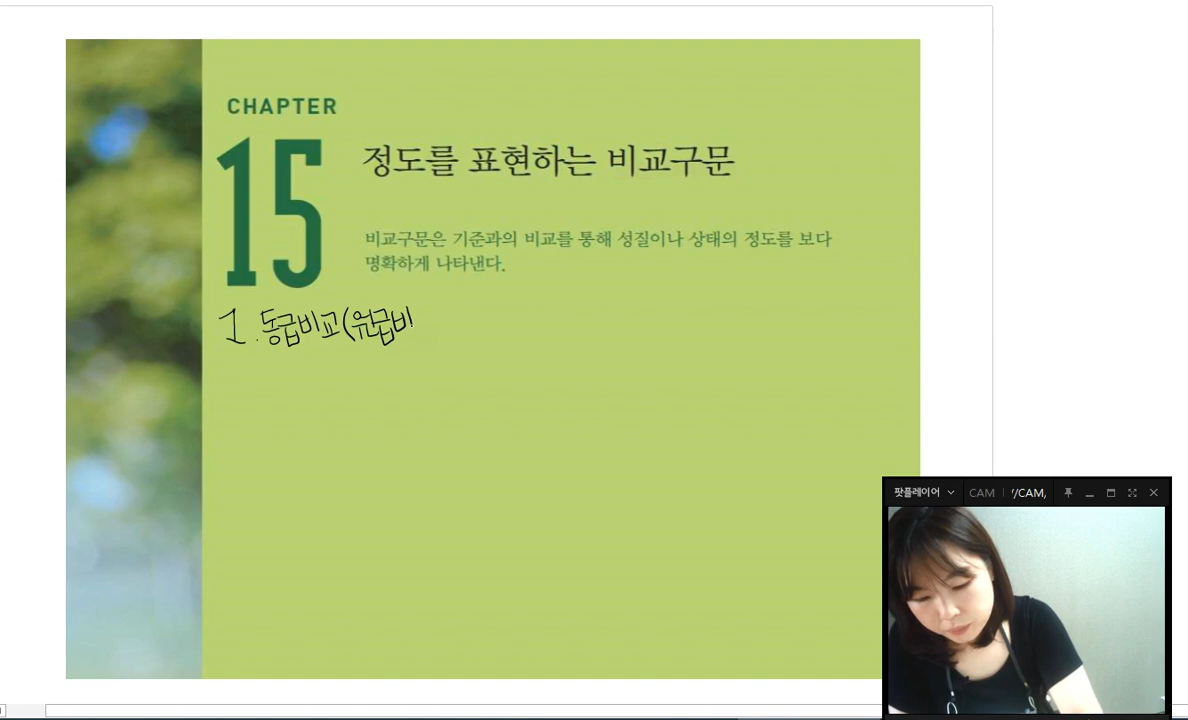 CHAPTER
15
정도를 표현하는 비교구문
비교구문은 기준과의 비교를 통해 성질이나 상태의 정도를 보다
명확하게 나타낸다.
1. 동급비교(원급비
팟플레이어 CAM */CAM,